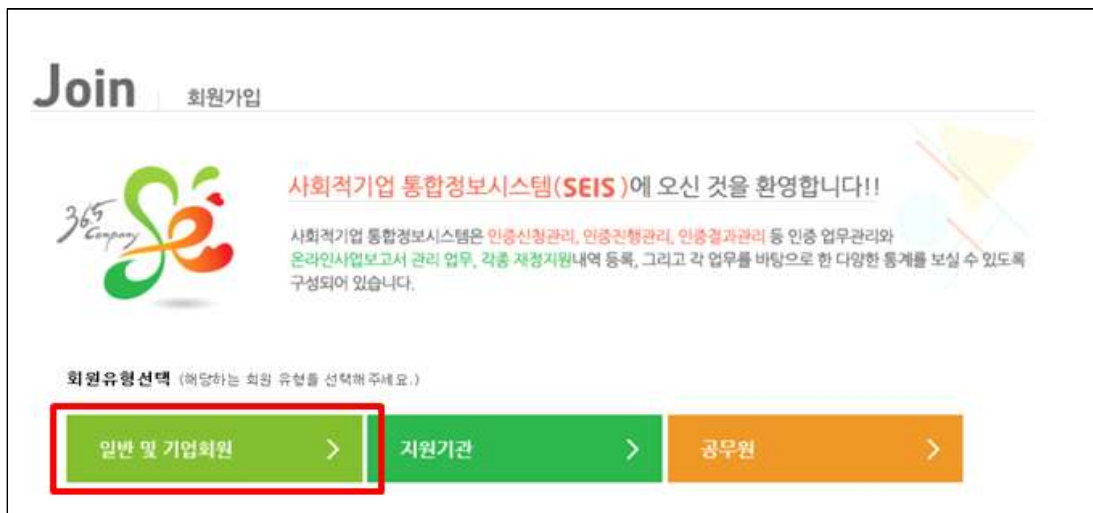 Join 회원가입
365
Company
사회적기업 통합정보시스템(SEIS )에 오신 것을 환영합니다!!
사회적기업 통합정보시스템은 인증신청관리, 인증진행관리, 인증결과관리 등 인증 업무관리와
온라인사업보고서 관리 업무, 각종 재정지원내역 등록, 그리고 각 업무를 바탕으로 한 다양한 통계를 보실 수 있도록
구성되어 있습니다.
회원유형선택 (해당하는 회원 유형을 선택해주세요.)
일반 및 기업회원 지원기관 공무원